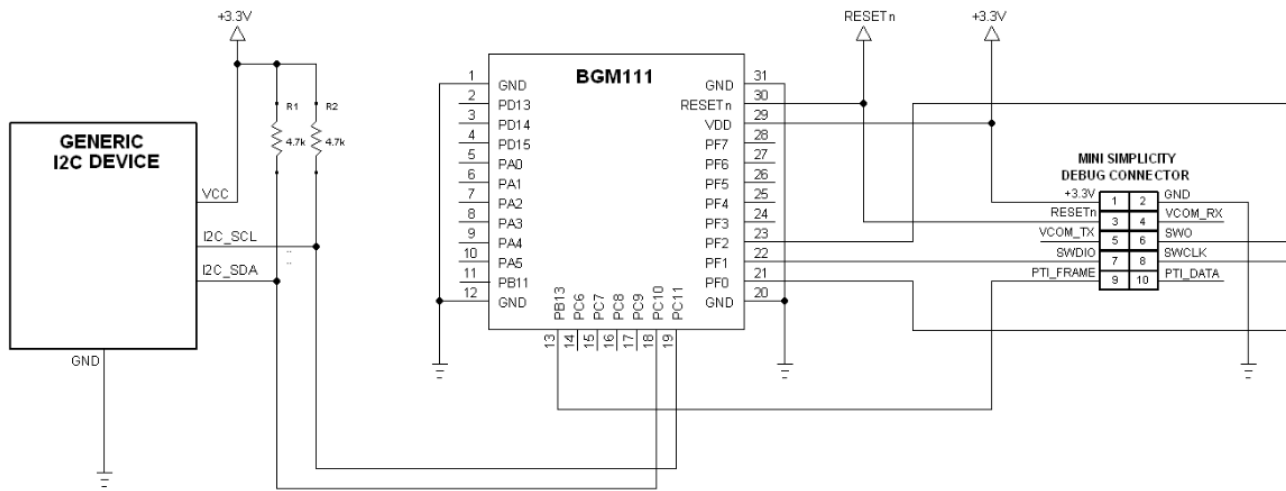 +3.3V
RESETn
+3.3V
R1
R2
4.7k
4.7k
GENERIC
I2C DEVICE
VCC
I2C_SCL
I2C_SDA
GND
BGM111
1 GND
2 PD13
3 PD14
4 PD15
5 PA0
6 PA1
7 PA2
8 PA3
9 PA4
10 PA5
11 PB11
12 GND
PB13 13
PC6 14
PC7 15
PC8 16
PC9 17
PC10 18
PC11 19
GND 31
RESETn 30
VDD 29
PF7 28
PF6 27
PF5 26
PF4 25
PF3 24
PF2 23
PF1 22
PF0 21
GND 20
MINI SIMPLICITY
DEBUG CONNECTOR
+3.3V 1 2 GND
RESETn 3 4 VCOM_RX
VCOM_TX 5 6 SWO
SWDIO 7 8 SWCLK
PTI_FRAME 9 10 PTI_DATA